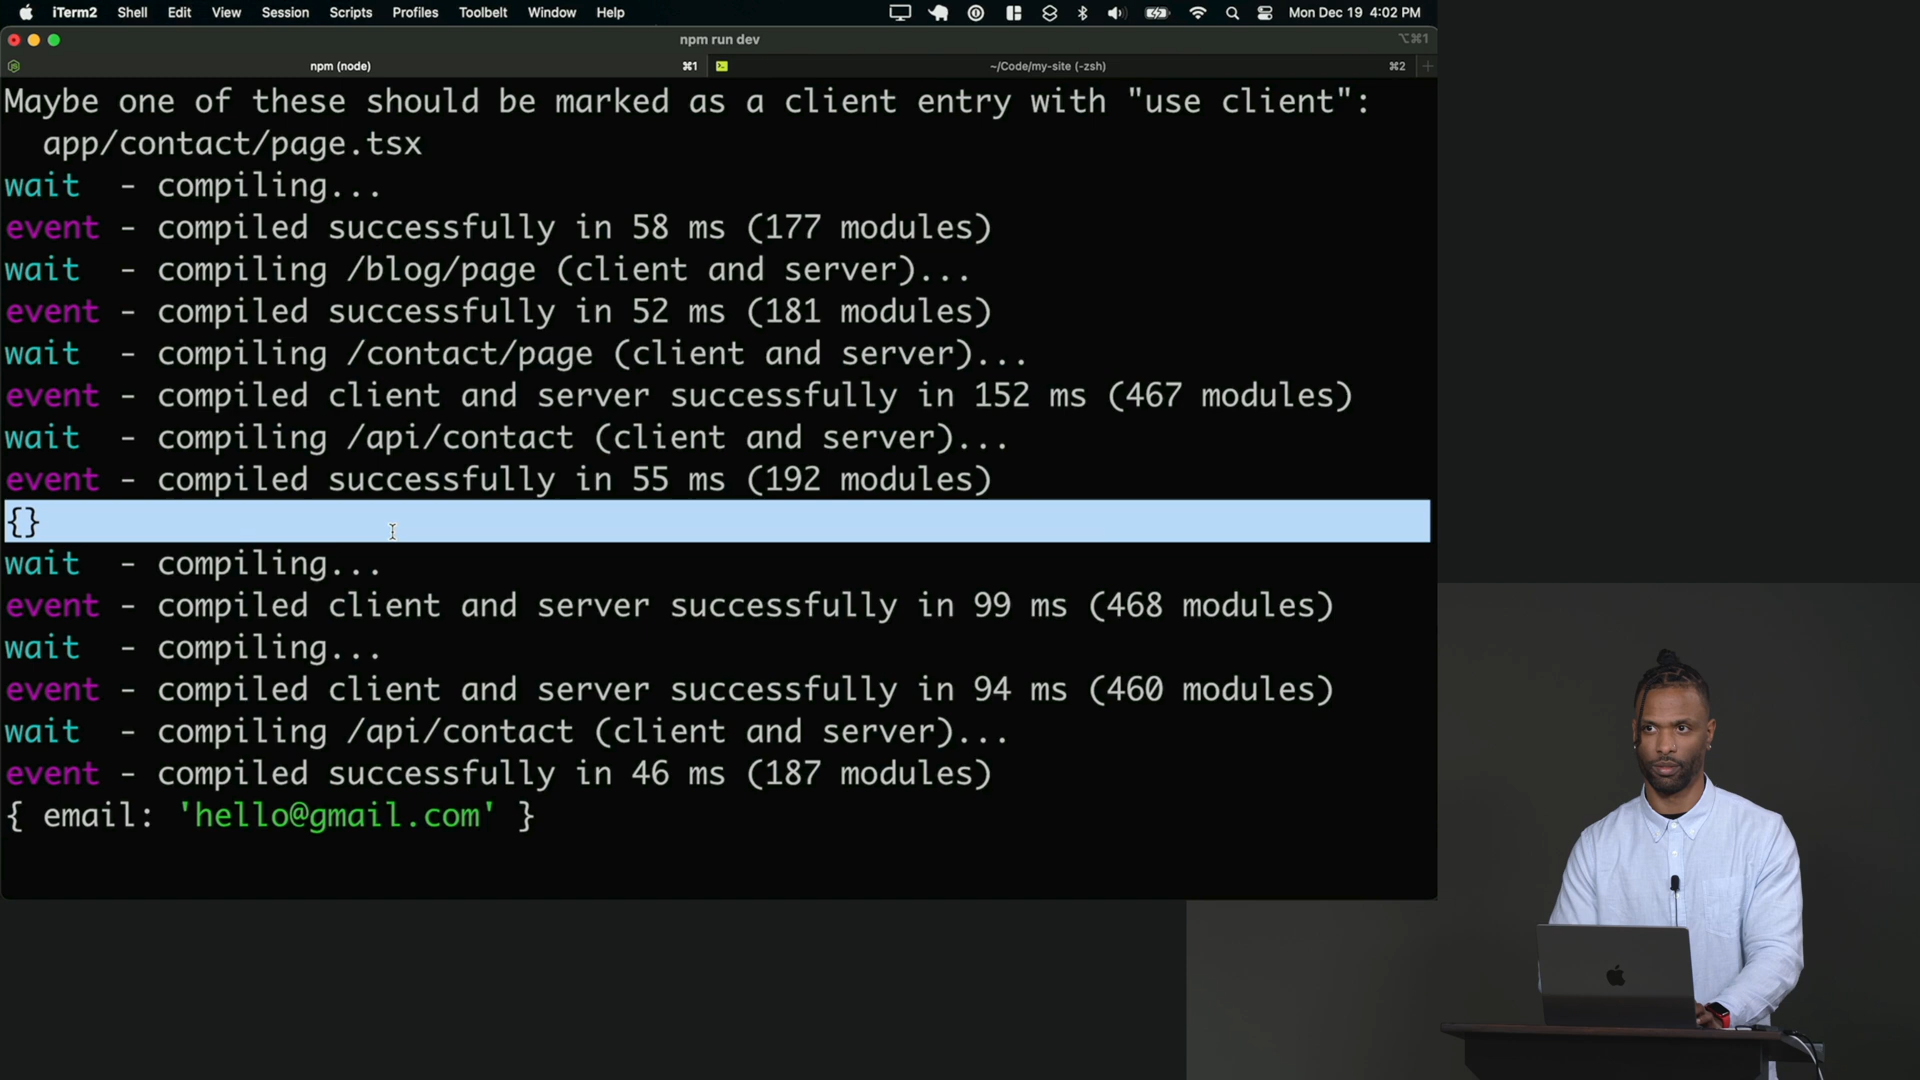 iTerm2 Shell Edit View Session Scripts Profiles Toolbelt Window Help Mon Dec 19 4:02 PM
npm run dev ⌥⌘1
npm (node) ⌘1 ~/Code/my-site (-zsh) ⌘2
Maybe one of these should be marked as a client entry with "use client":
app/contact/page.tsx
wait - compiling...
event - compiled successfully in 58 ms (177 modules)
wait - compiling /blog/page (client and server)...
event - compiled successfully in 52 ms (181 modules)
wait - compiling /contact/page (client and server)...
event - compiled client and server successfully in 152 ms (467 modules)
wait - compiling /api/contact (client and server)...
event - compiled successfully in 55 ms (192 modules)
{}
wait - compiling...
event - compiled client and server successfully in 99 ms (468 modules)
wait - compiling...
event - compiled client and server successfully in 94 ms (460 modules)
wait - compiling /api/contact (client and server)...
event - compiled successfully in 46 ms (187 modules)
{ email: 'hello@gmail.com' }